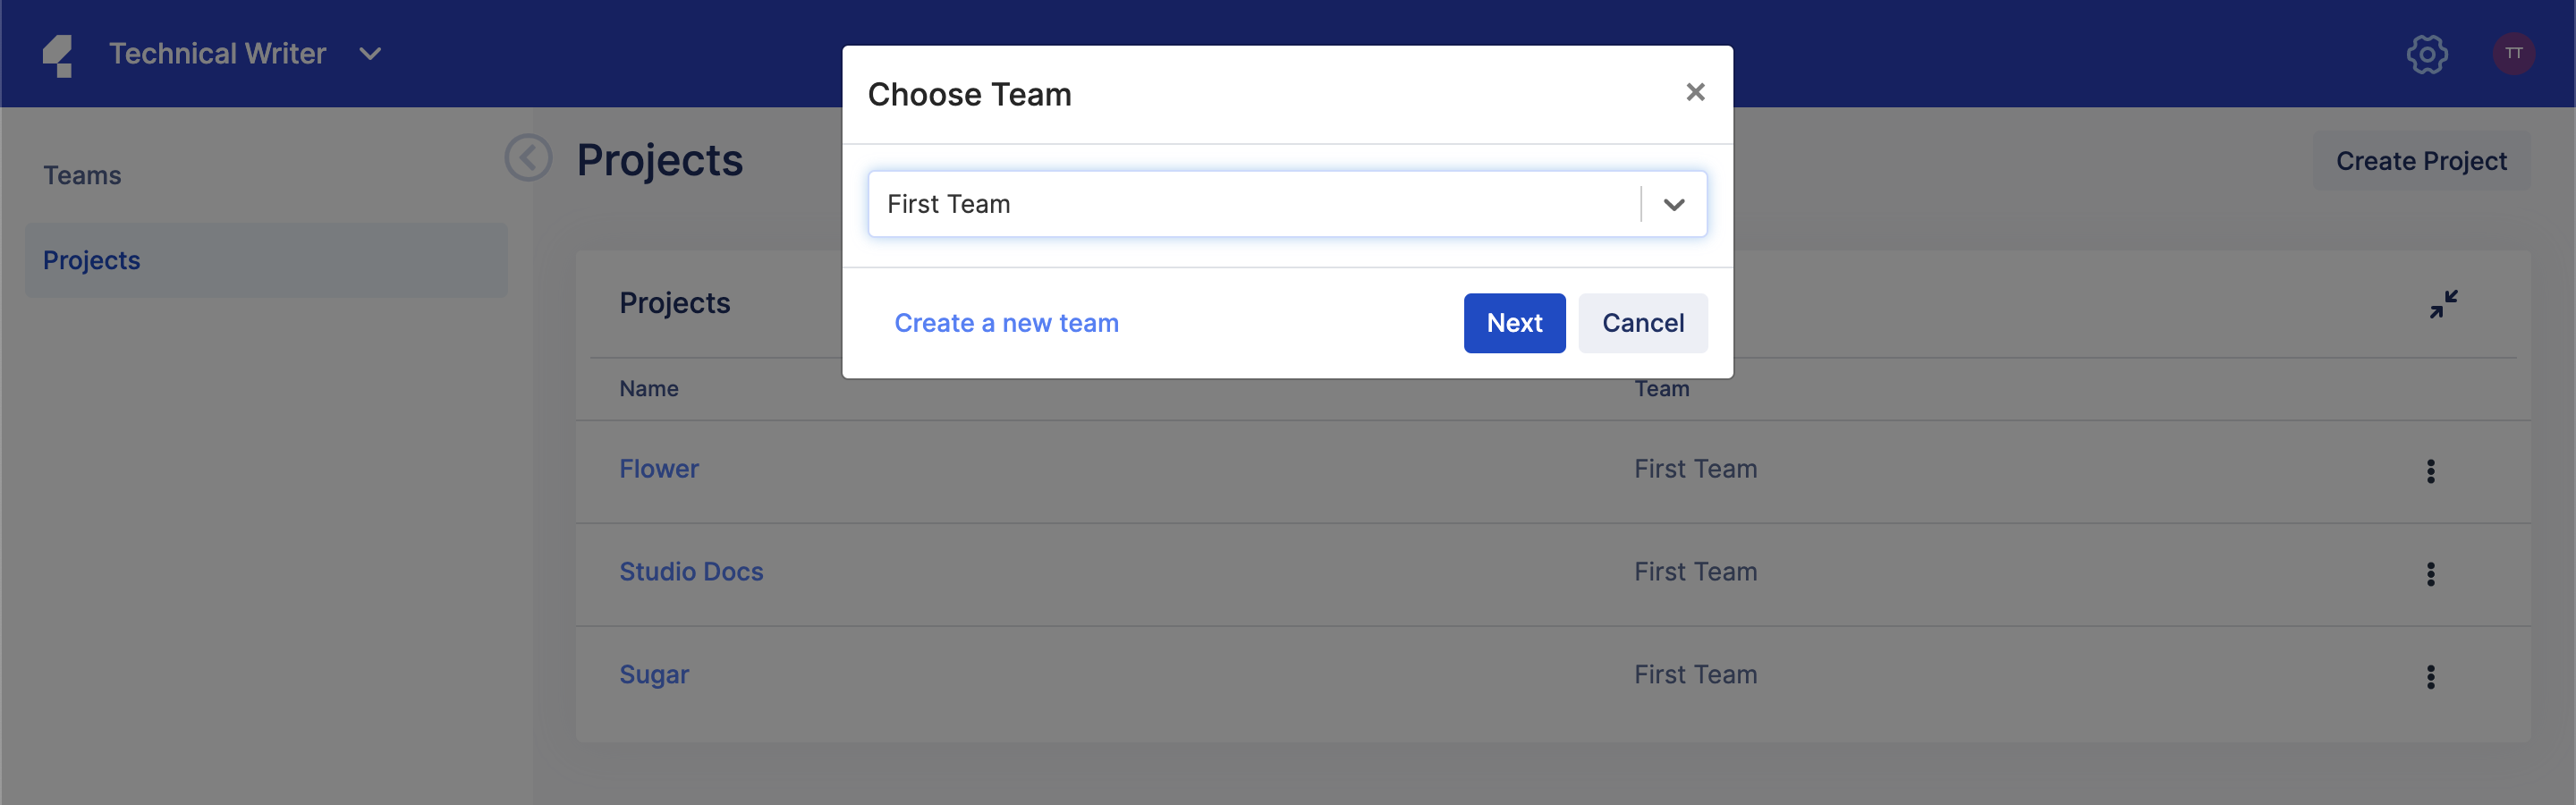 Technical Writer
TT
Choose Team
×
First Team
Create a new team
Next
Cancel
Teams
Projects
Projects
Create Project
Projects
Name
Team
Flower
First Team
Studio Docs
First Team
Sugar
First Team